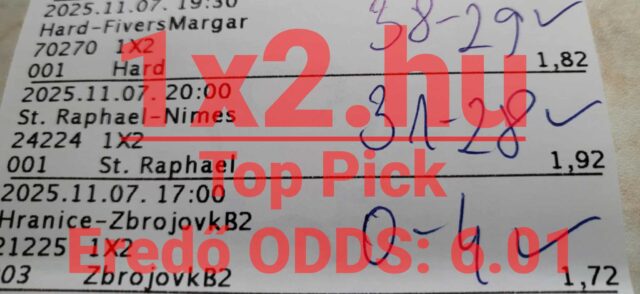 2025.11.07. 19:30
Hard-FiversMargar
38-29 ✓
70270 1X2
001 Hard
1,82
1x2.hu
2025.11.07. 20:00
St. Raphael-Nimes
31-28 ✓
24224 1X2
001 St. Raphael
1,92
Top Pick
2025.11.07. 17:00
Hranice-ZbrojovkB2
0-4 ✓
Eredő ODDS: 6.01
21225 1X2
03 ZbrojovkB2
1,72